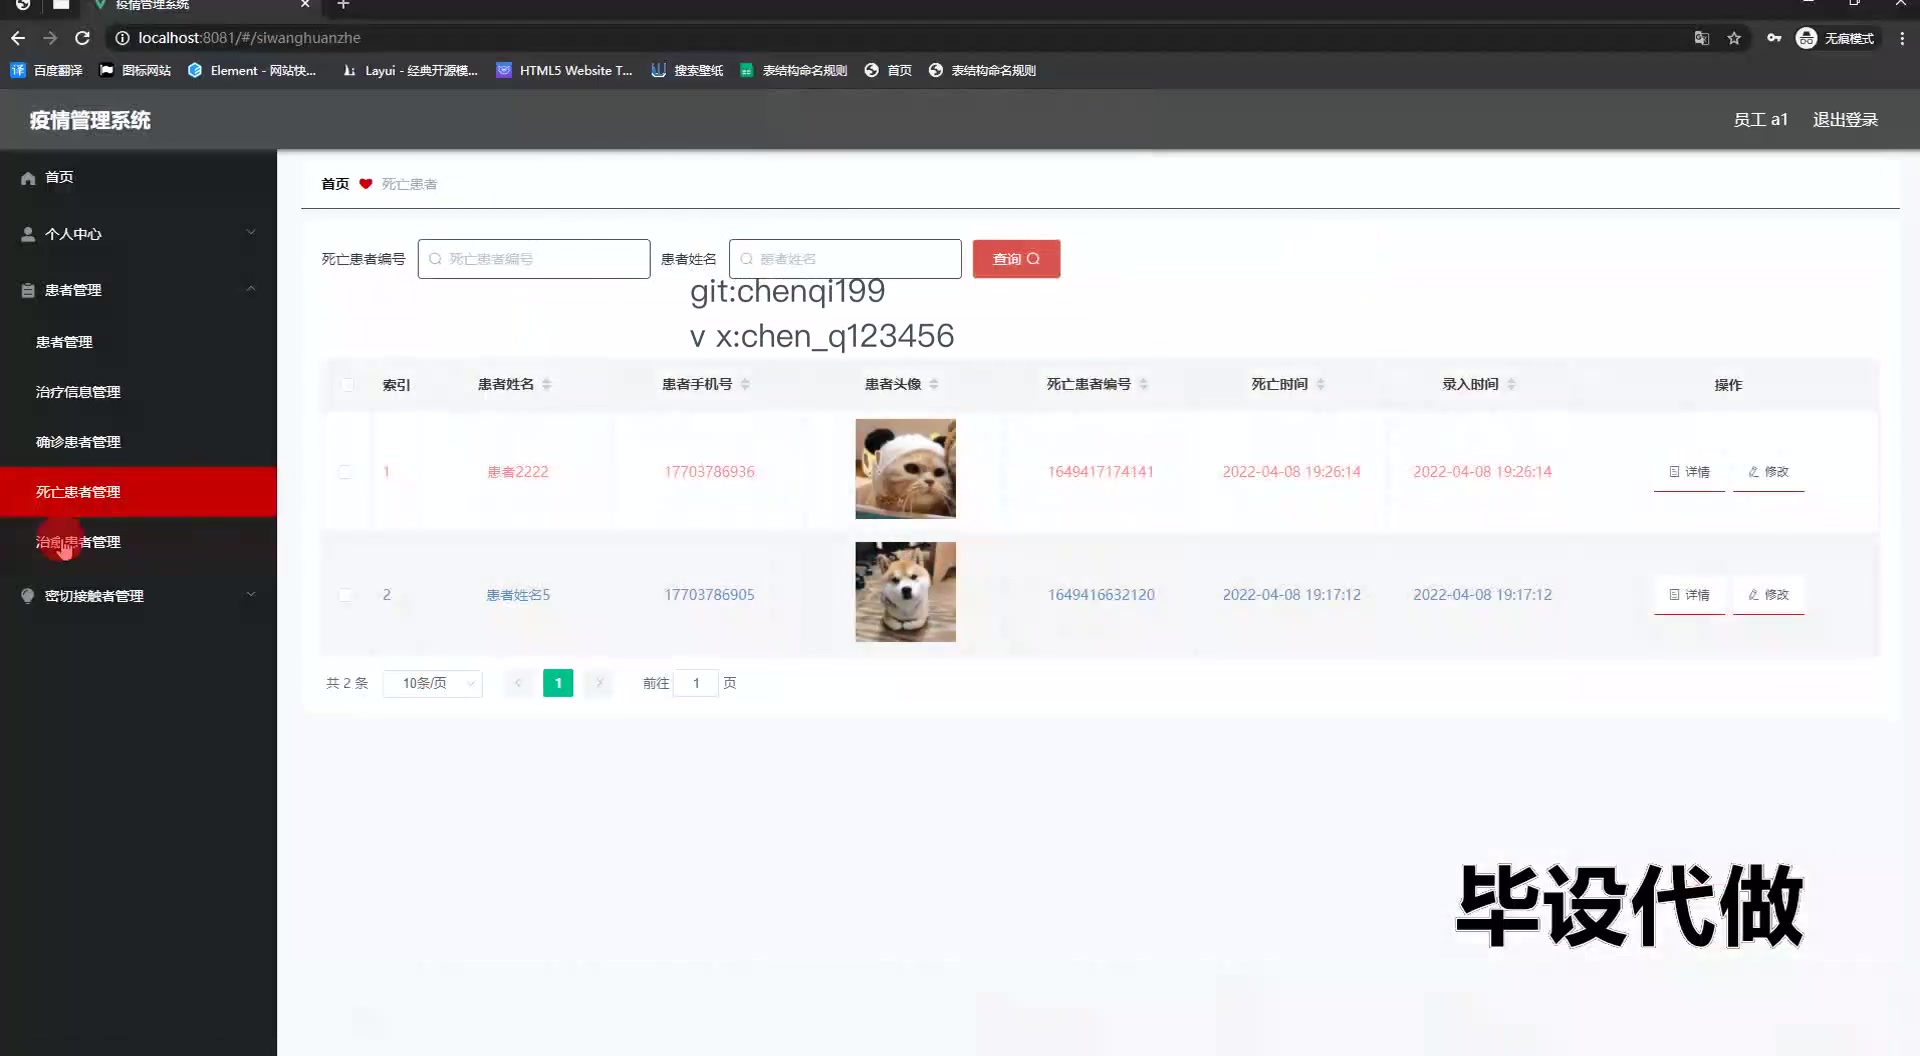 疫情管理系统
localhost:8081/#/siwanghuanzhe
无痕模式
百度翻译
图标网站
Element - 网站快...
Layui - 经典开源模...
HTML5 Website T...
搜索壁纸
表结构命名规则
首页
表结构命名规则
疫情管理系统
员工 a1
退出登录
首页
个人中心
患者管理
患者管理
治疗信息管理
确诊患者管理
死亡患者管理
治愈患者管理
密切接触者管理
首页 死亡患者
死亡患者编号 死亡患者编号 患者姓名 患者姓名 查询
git:chenqi199
v x:chen_q123456
索引 患者姓名 患者手机号 患者头像 死亡患者编号 死亡时间 录入时间 操作
1 患者2222 17703786936 1649417174141 2022-04-08 19:26:14 2022-04-08 19:26:14 详情 修改
2 患者姓名5 17703786905 1649416632120 2022-04-08 19:17:12 2022-04-08 19:17:12 详情 修改
共 2 条 10条/页 1 前往 1 页
毕设代做